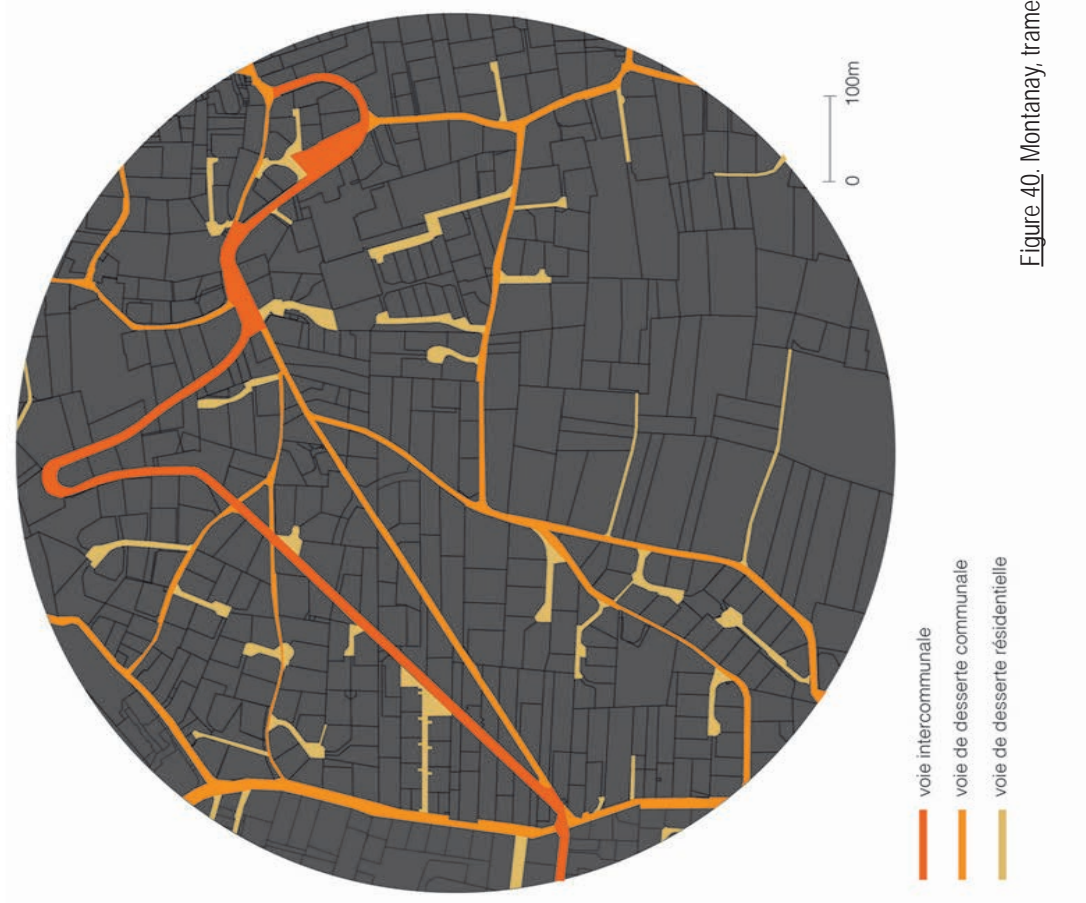 0 100m
voie intercommunale
voie de desserte communale
voie de desserte résidentielle
Figure 40. Montanay, trame